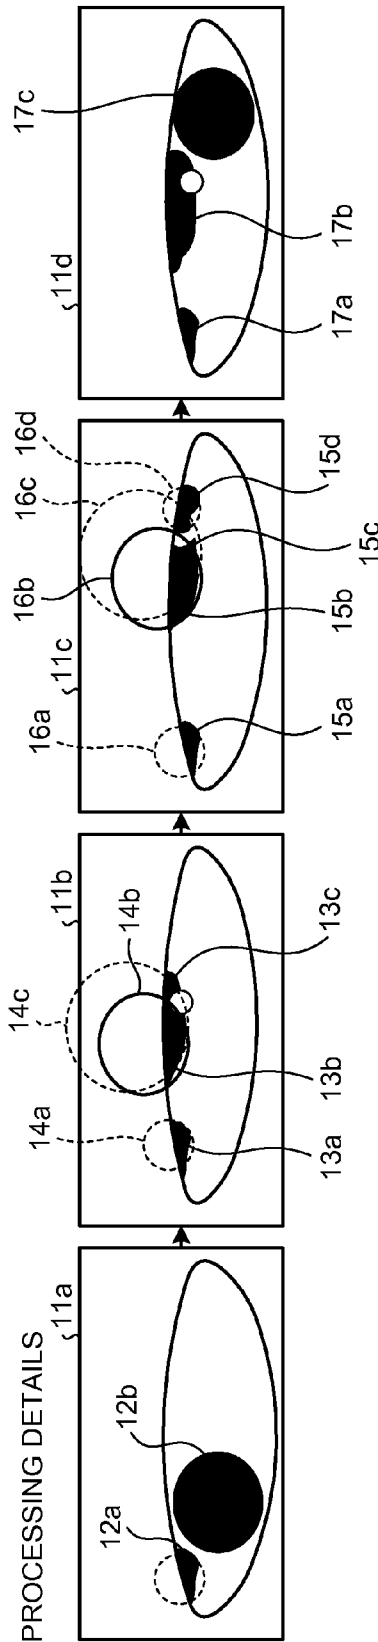 PROCESSING DETAILS
11a
12a
12b
14c
14a
11b
14b
13a
13b
13c
16a
11c
16b
16c
16d
15a
15b
15c
15d
11d
17c
17a
17b